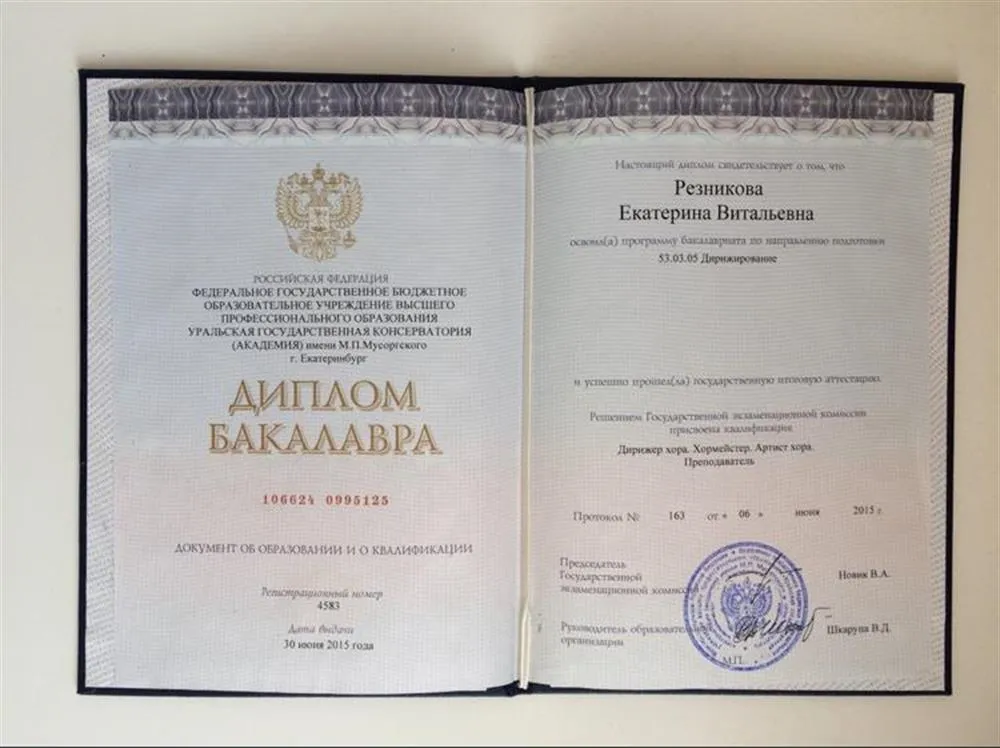 РОССИЙСКАЯ ФЕДЕРАЦИЯ
ФЕДЕРАЛЬНОЕ ГОСУДАРСТВЕННОЕ БЮДЖЕТНОЕ
ОБРАЗОВАТЕЛЬНОЕ УЧРЕЖДЕНИЕ ВЫСШЕГО
ПРОФЕССИОНАЛЬНОГО ОБРАЗОВАНИЯ
УРАЛЬСКАЯ ГОСУДАРСТВЕННАЯ КОНСЕРВАТОРИЯ
(АКАДЕМИЯ) имени М.П.Мусоргского
г. Екатеринбург
ДИПЛОМ
БАКАЛАВРА
106624 0995125
ДОКУМЕНТ ОБ ОБРАЗОВАНИИ И О КВАЛИФИКАЦИИ
Регистрационный номер
4583
Дата выдачи
30 июня 2015 года
Настоящий диплом свидетельствует о том, что
Резникова
Екатерина Витальевна
освоил(а) программу бакалавриата по направлению подготовки
53.03.05 Дирижирование
и успешно прошел(ла) государственную итоговую аттестацию.
Решением Государственной экзаменационной комиссии
присвоена квалификация
Дирижер хора. Хормейстер. Артист хора.
Преподаватель
Протокол № 163 от « 06 » июня 2015 г.
Председатель
Государственной
экзаменационной комиссии
Новик В.А.
Руководитель образовательной
организации
Шкарупа В.Д.
М.П.